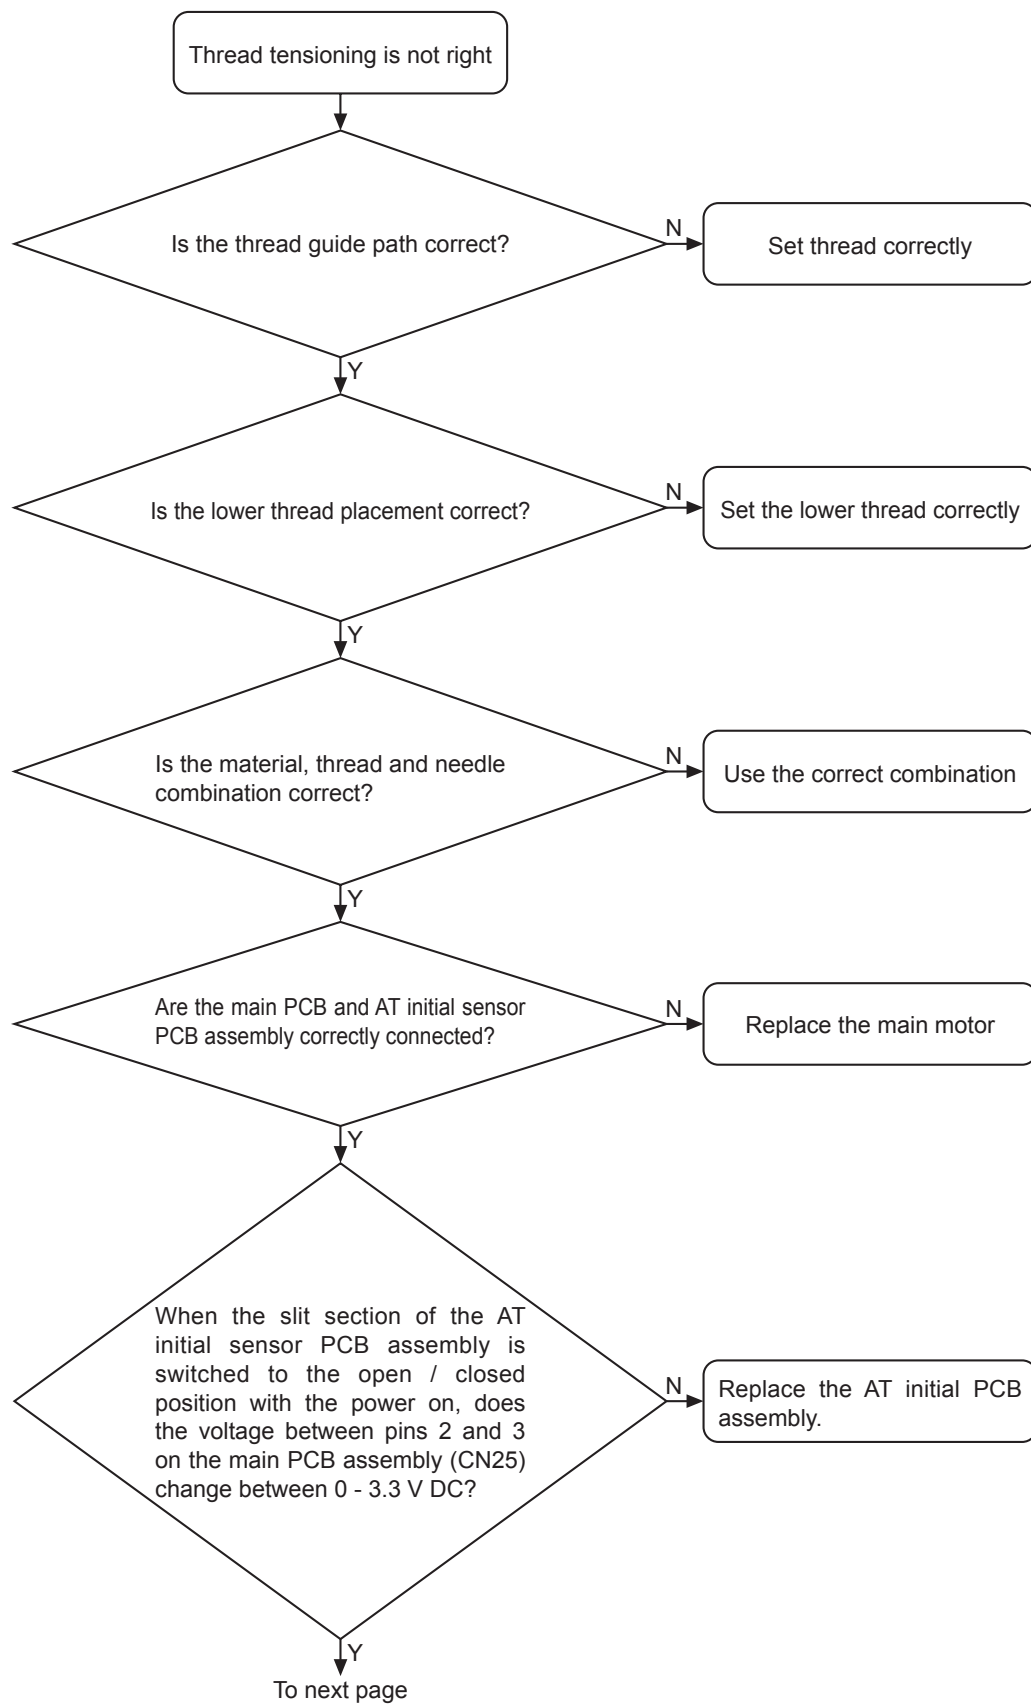 Thread tensioning is not right
Is the thread guide path correct?
N
Set thread correctly
Y
Is the lower thread placement correct?
N
Set the lower thread correctly
Y
Is the material, thread and needle
combination correct?
N
Use the correct combination
Y
Are the main PCB and AT initial sensor
PCB assembly correctly connected?
N
Replace the main motor
Y
When the slit section of the AT
initial sensor PCB assembly is
switched to the open / closed
position with the power on, does
the voltage between pins 2 and 3
on the main PCB assembly (CN25)
change between 0 - 3.3 V DC?
N
Replace the AT initial PCB
assembly.
Y
To next page